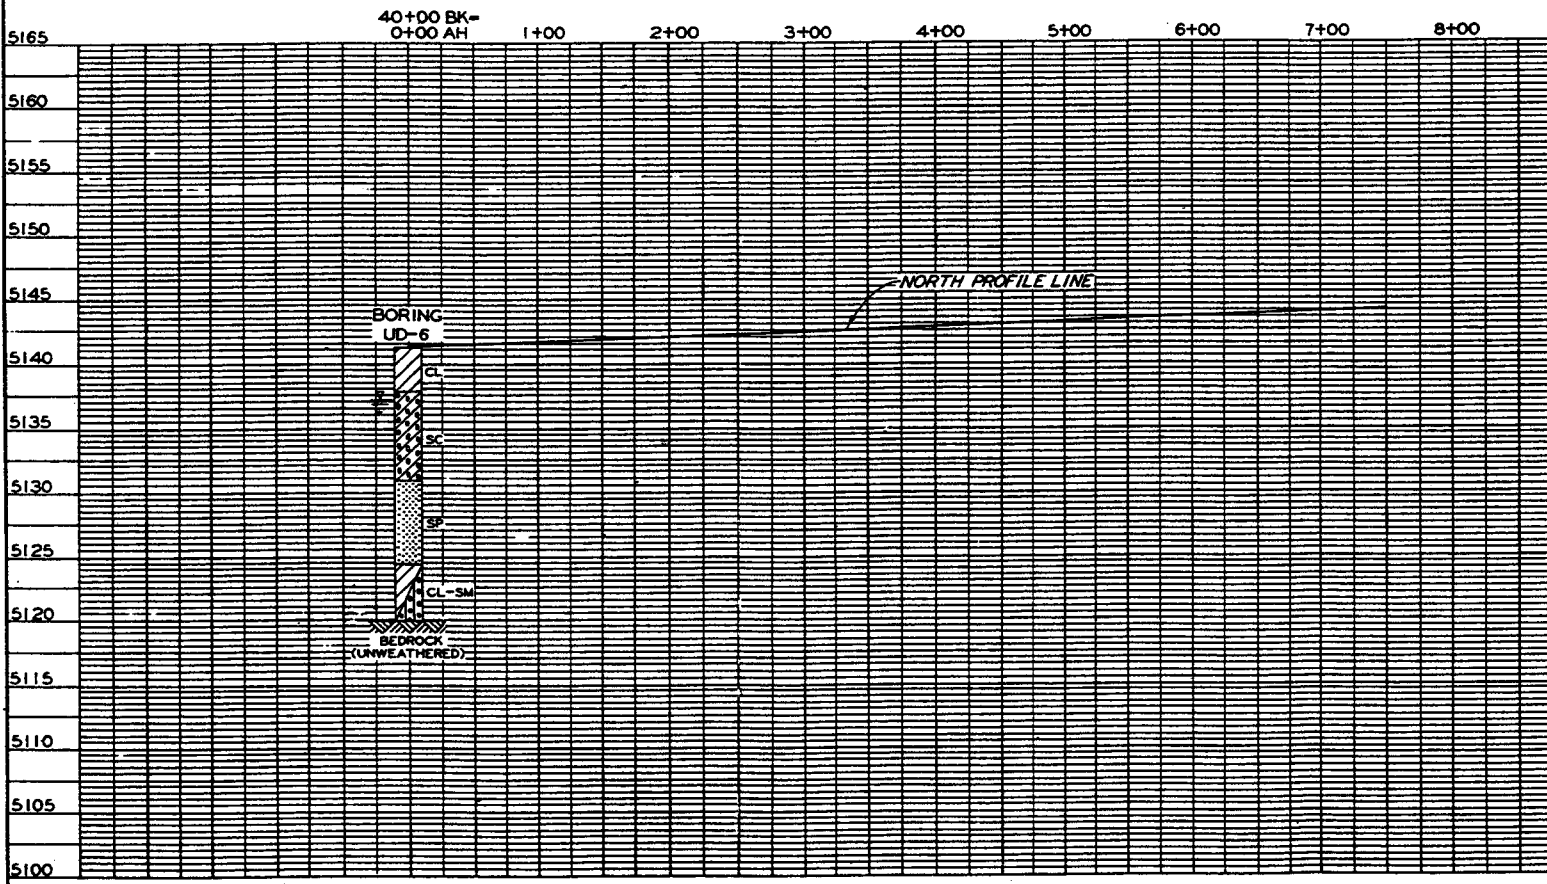 40+00 BK=
0+00 AH
1+00
2+00
3+00
4+00
5+00
6+00
7+00
8+00
5165
5160
5155
5150
5145
5140
5135
5130
5125
5120
5115
5110
5105
5100
NORTH PROFILE LINE
BORING
UD-6
CL
SC
SP
CL-SM
BEDROCK
(UNWEATHERED)